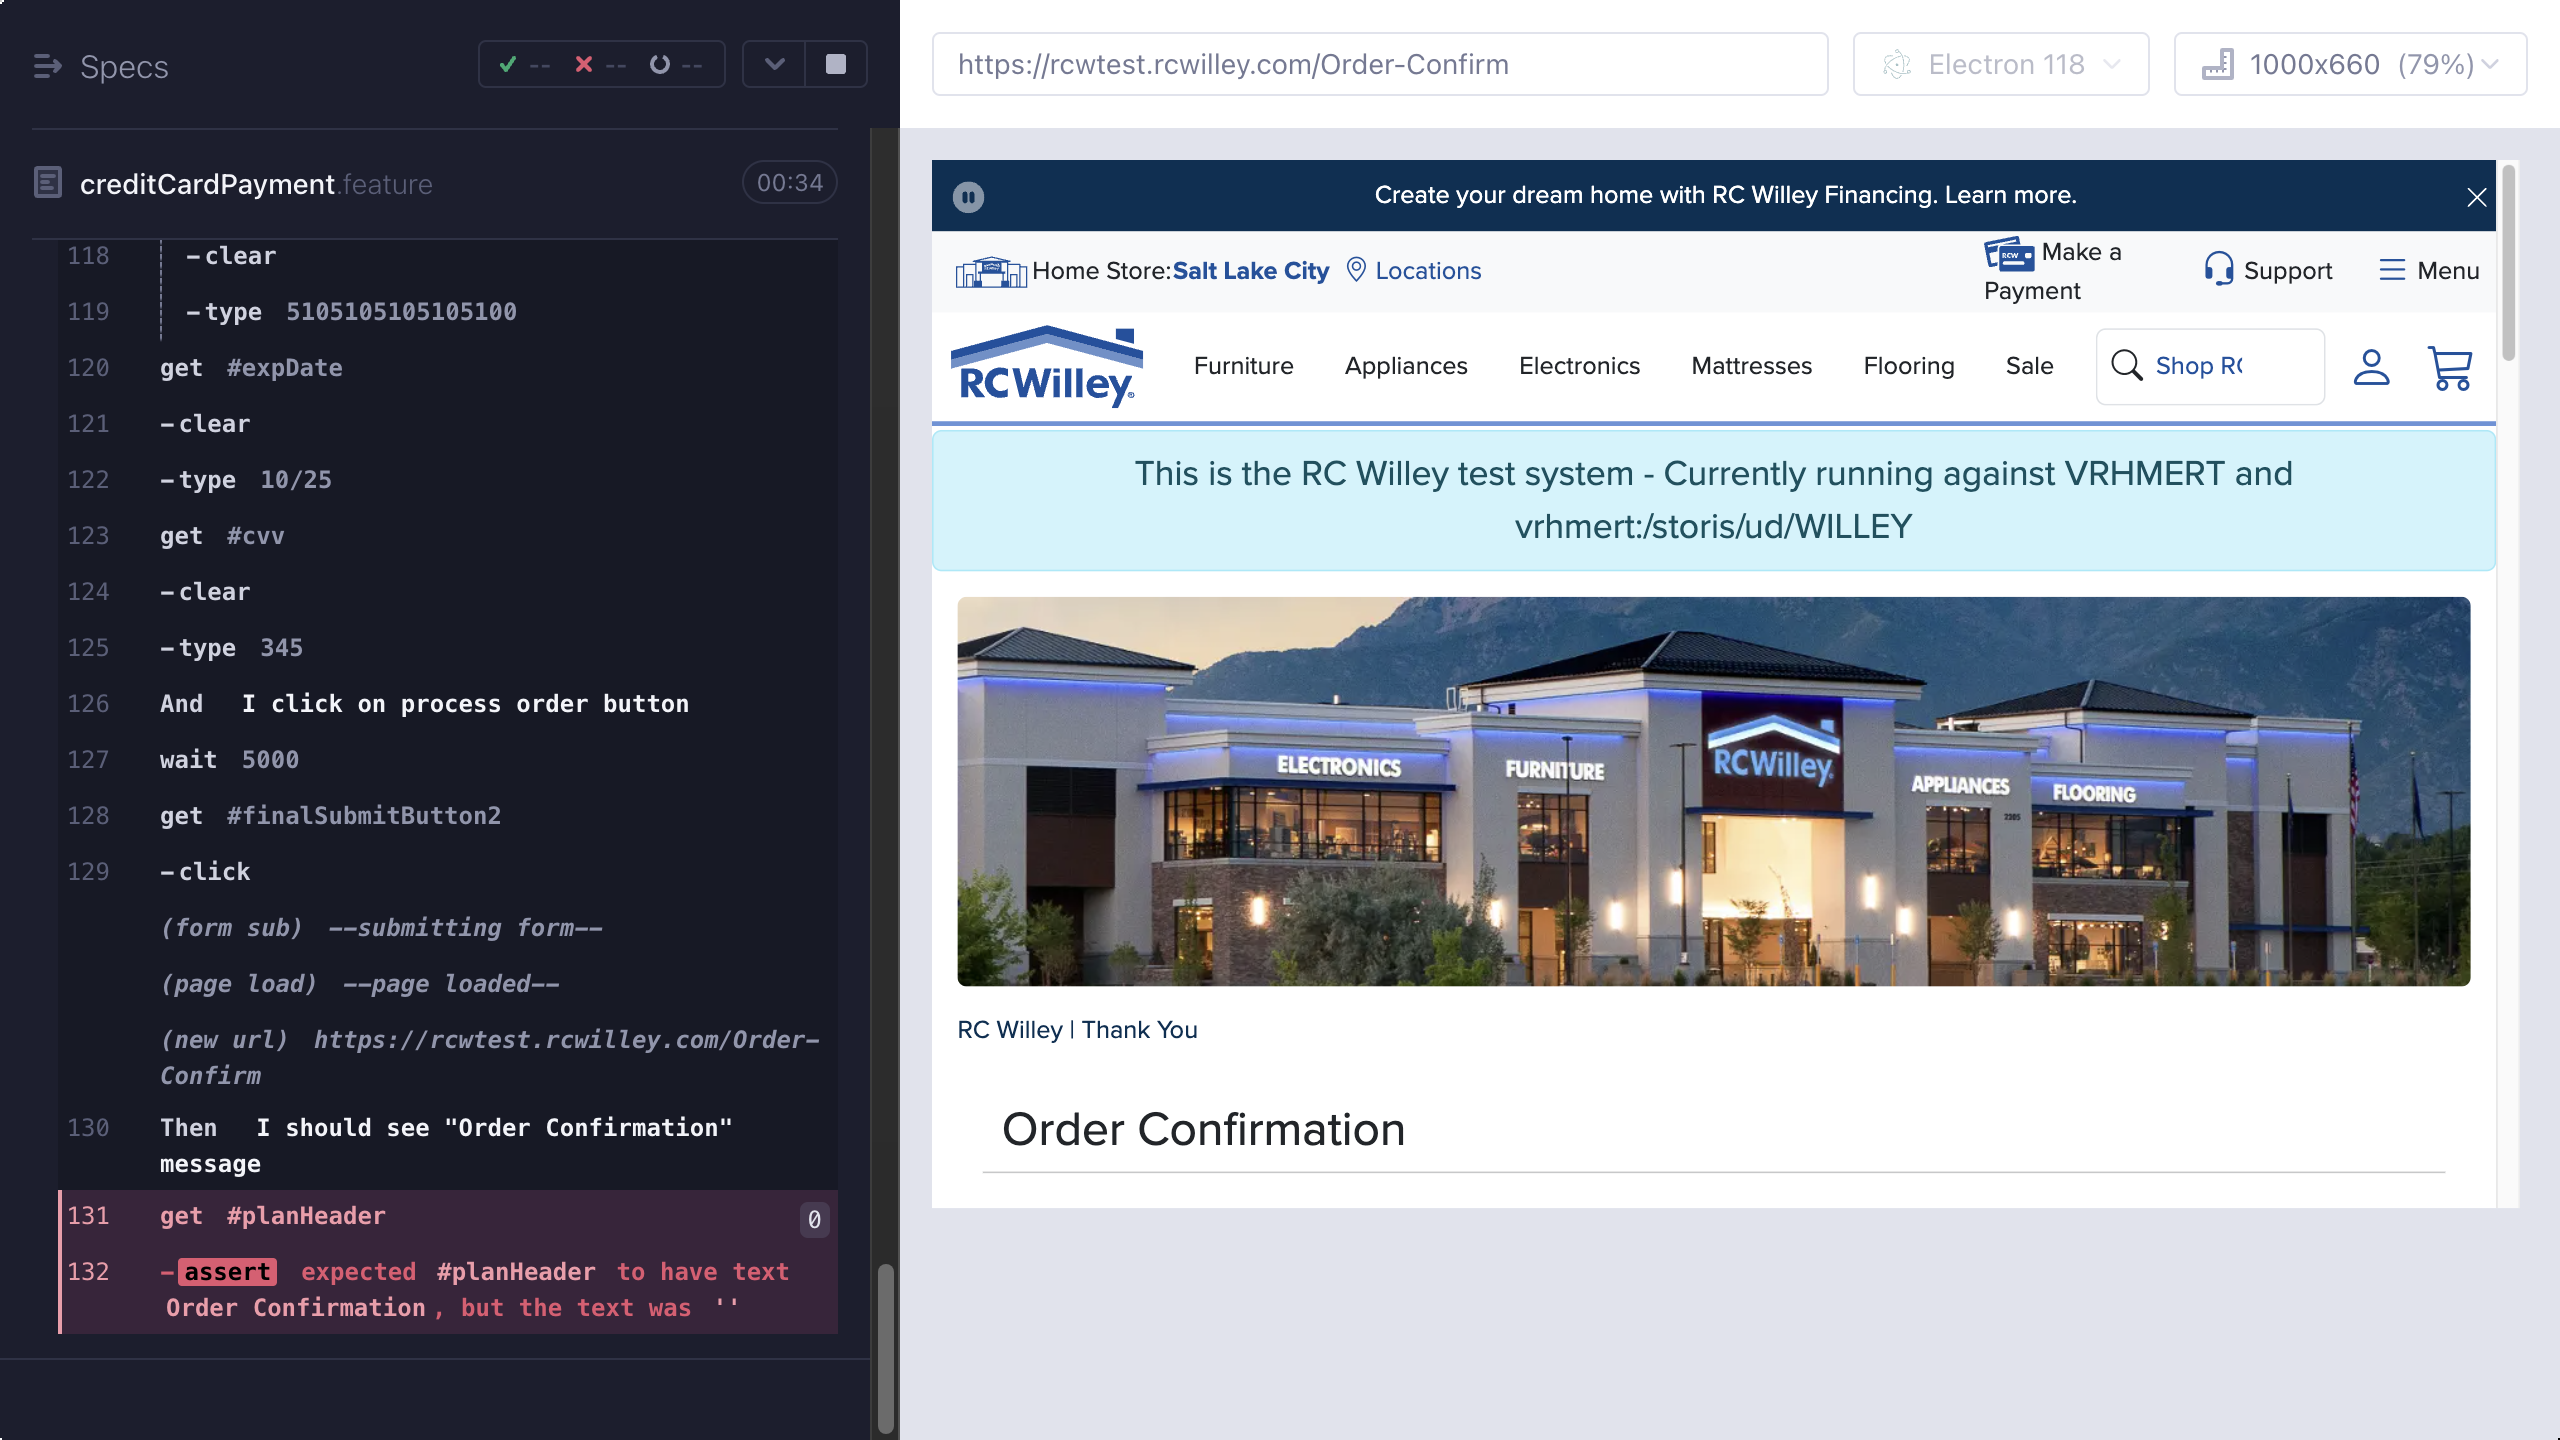 Specs
-- -- --
creditCardPayment.feature 00:34
118 -clear
119 -type 5105105105105100
120 get #expDate
121 -clear
122 -type 10/25
123 get #cvv
124 -clear
125 -type 345
126 And I click on process order button
127 wait 5000
128 get #finalSubmitButton2
129 -click
(form sub) --submitting form--
(page load) --page loaded--
(new url) https://rcwtest.rcwilley.com/Order-
Confirm
130 Then I should see "Order Confirmation"
message
131 get #planHeader 0
132 -assert expected #planHeader to have text
Order Confirmation, but the text was ''
https://rcwtest.rcwilley.com/Order-Confirm
Electron 118
1000x660 (79%)
Create your dream home with RC Willey Financing. Learn more.
Home Store:Salt Lake City Locations
RCW Make a
Payment
Support
Menu
RCWilley®
Furniture Appliances Electronics Mattresses Flooring Sale
Shop RC
This is the RC Willey test system - Currently running against VRHMERT and
vrhmert:/storis/ud/WILLEY
ELECTRONICS
FURNITURE
RCWilley
APPLIANCES
FLOORING
RC Willey | Thank You
Order Confirmation